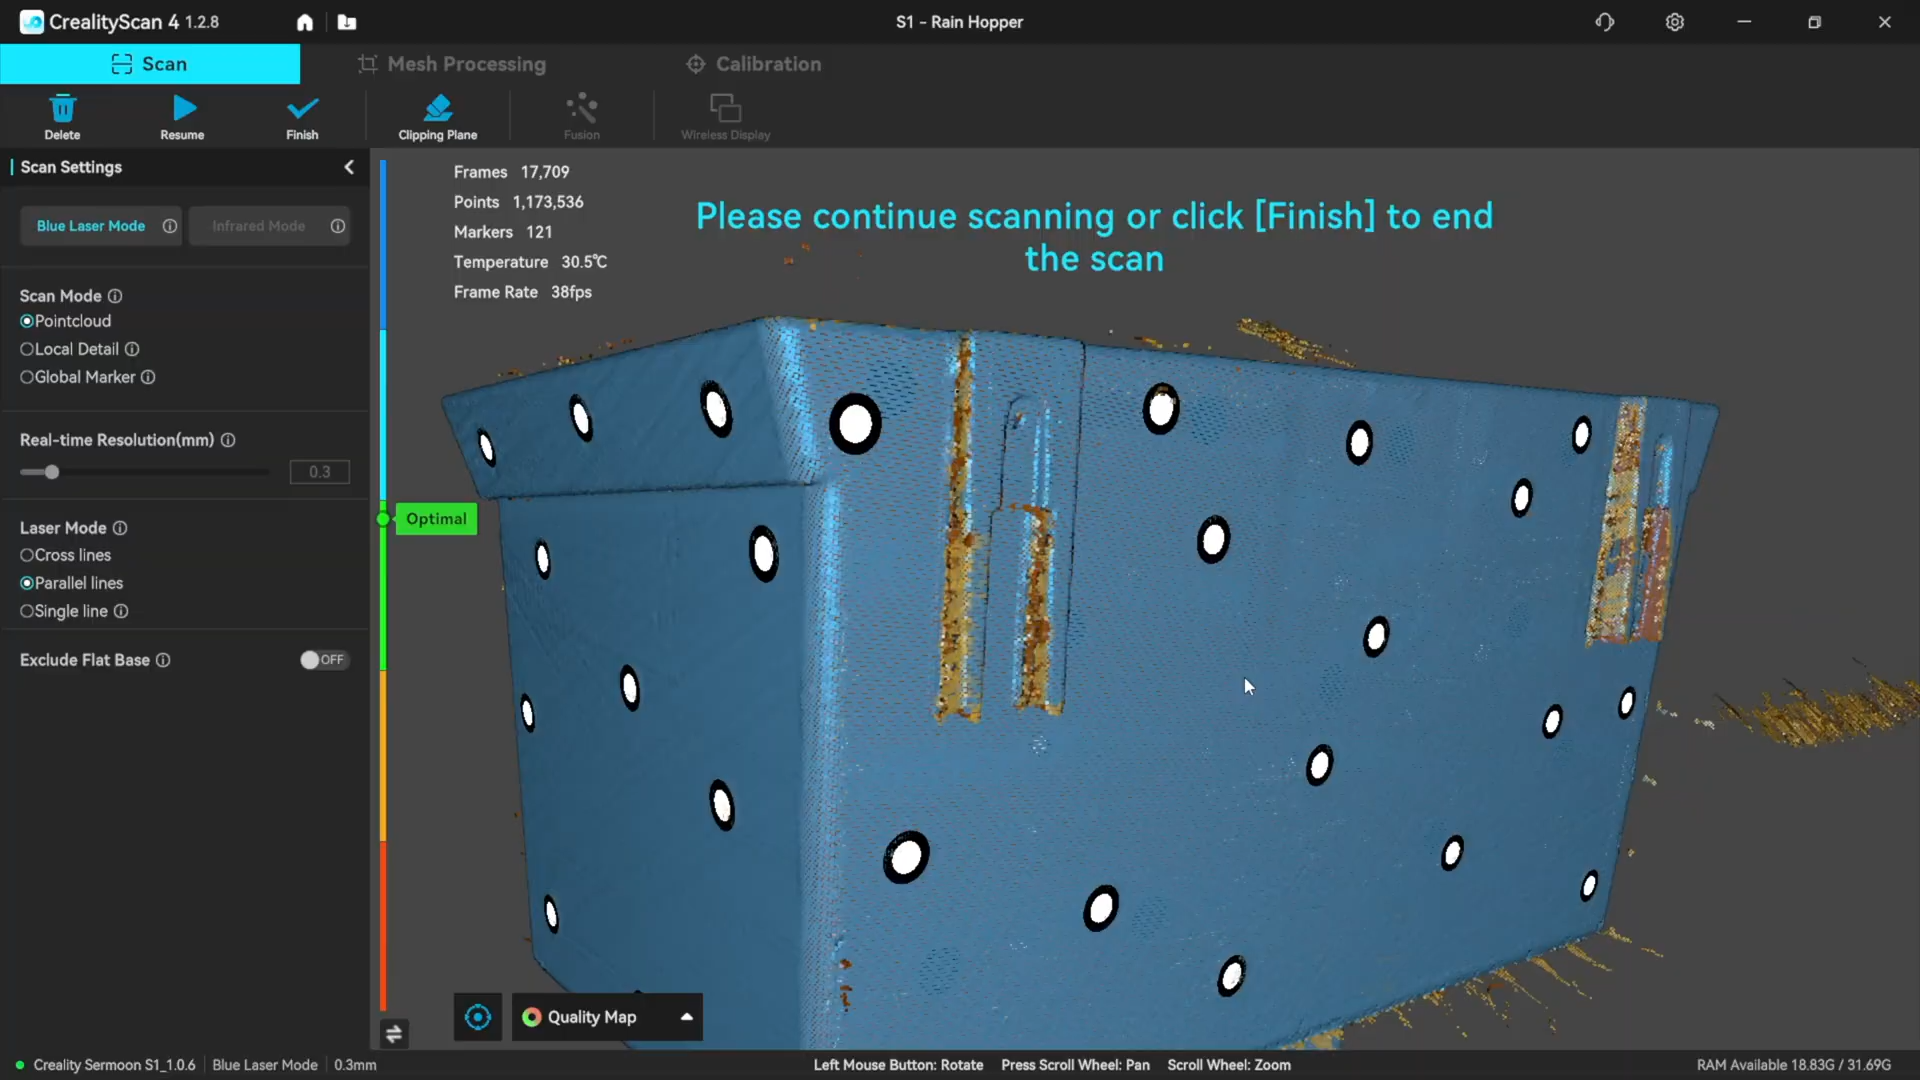 CrealityScan 4 1.2.8
S1 - Rain Hopper
Scan
Mesh Processing
Calibration
Delete
Resume
Finish
Clipping Plane
Fusion
Wireless Display
Scan Settings
Blue Laser Mode
Infrared Mode
Scan Mode
Pointcloud
Local Detail
Global Marker
Real-time Resolution(mm)
0.3
Laser Mode
Cross lines
Parallel lines
Single line
Exclude Flat Base
OFF
Frames 17,709
Points 1,173,536
Markers 121
Temperature 30.5℃
Frame Rate 38fps
Please continue scanning or click [Finish] to end
the scan
Optimal
Quality Map
Creality Sermoon S1_1.0.6
Blue Laser Mode
0.3mm
Left Mouse Button: Rotate Press Scroll Wheel: Pan Scroll Wheel: Zoom
RAM Available 18.83G / 31.69G